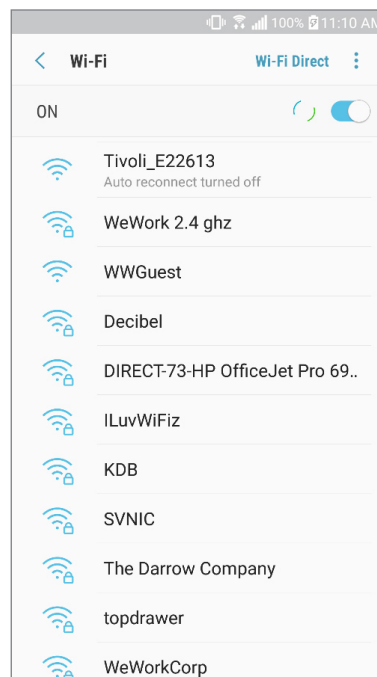 100% 11:10 AM
Wi-Fi Wi-Fi Direct
ON
Tivoli_E22613
Auto reconnect turned off
WeWork 2.4 ghz
WWGuest
Decibel
DIRECT-73-HP OfficeJet Pro 69..
ILuvWiFiz
KDB
SVNIC
The Darrow Company
topdrawer
WeWorkCorp